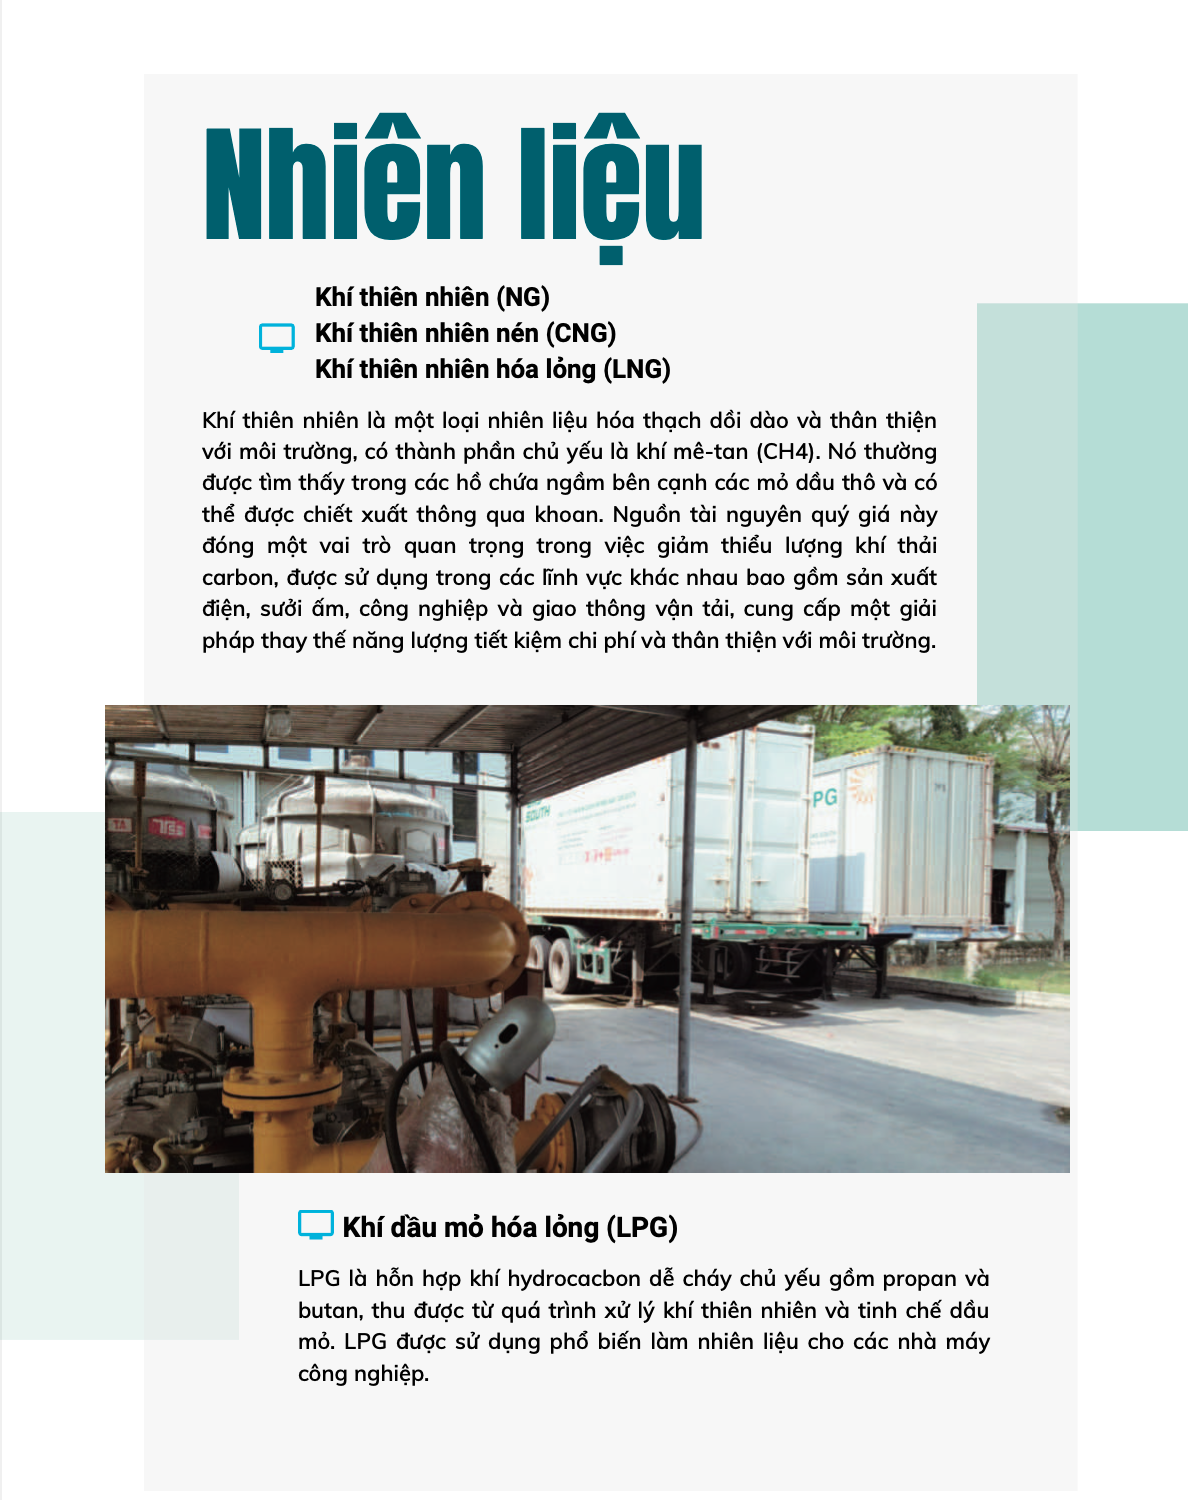 Nhiên liệu
Khí thiên nhiên (NG)
Khí thiên nhiên nén (CNG)
Khí thiên nhiên hóa lỏng (LNG)
Khí thiên nhiên là một loại nhiên liệu hóa thạch dồi dào và thân thiện
với môi trường, có thành phần chủ yếu là khí mê-tan (CH4). Nó thường
được tìm thấy trong các hồ chứa ngầm bên cạnh các mỏ dầu thô và có
thể được chiết xuất thông qua khoan. Nguồn tài nguyên quý giá này
đóng một vai trò quan trọng trong việc giảm thiểu lượng khí thải
carbon, được sử dụng trong các lĩnh vực khác nhau bao gồm sản xuất
điện, sưởi ấm, công nghiệp và giao thông vận tải, cung cấp một giải
pháp thay thế năng lượng tiết kiệm chi phí và thân thiện với môi trường.
SOUTH
PG
TA
Khí dầu mỏ hóa lỏng (LPG)
LPG là hỗn hợp khí hydrocacbon dễ cháy chủ yếu gồm propan và
butan, thu được từ quá trình xử lý khí thiên nhiên và tinh chế dầu
mỏ. LPG được sử dụng phổ biến làm nhiên liệu cho các nhà máy
công nghiệp.